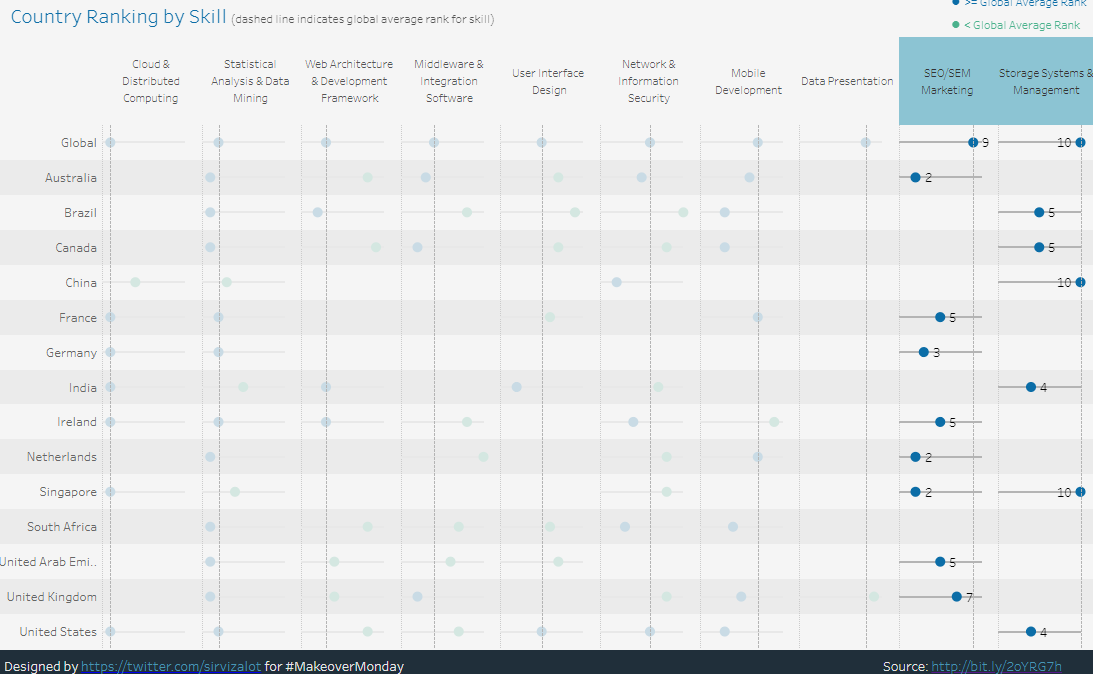 Country Ranking by Skill (dashed line indicates global average rank for skill)
>= Global Average Rank
< Global Average Rank
Cloud &
Distributed
Computing
Statistical
Analysis & Data
Mining
Web Architecture
& Development
Framework
Middleware &
Integration
Software
User Interface
Design
Network &
Information
Security
Mobile
Development
Data Presentation
SEO/SEM
Marketing
Storage Systems &
Management
Global 9 10
Australia 2
Brazil 5
Canada 5
China 10
France 5
Germany 3
India 4
Ireland 5
Netherlands 2
Singapore 2 10
South Africa
United Arab Emi.. 5
United Kingdom 7
United States 4
Designed by https://twitter.com/sirvizalot for #MakeoverMonday
Source: http://bit.ly/2oYRG7h